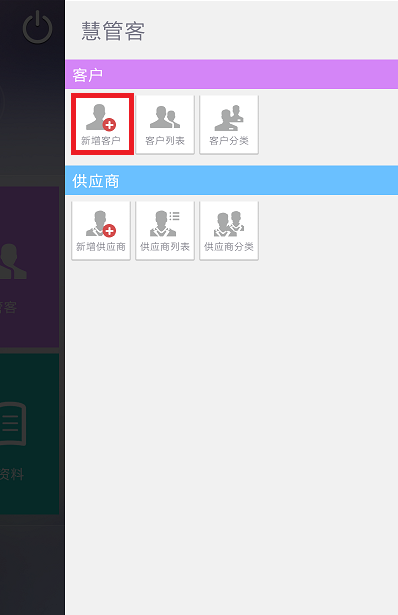 慧管客
客户
新增客户
客户列表
客户分类
供应商
新增供应商
供应商列表
供应商分类
管客
资料